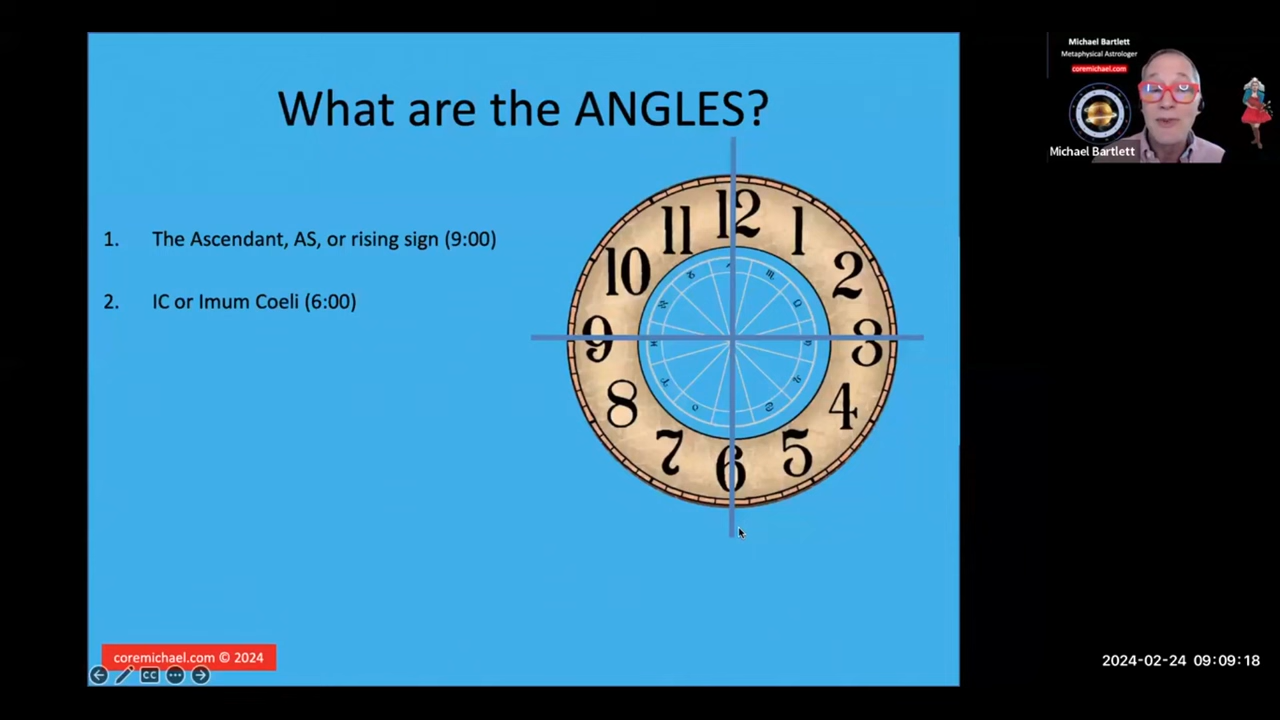 What are the ANGLES?
1. The Ascendant, AS, or rising sign (9:00)
2. IC or Imum Coeli (6:00)
12
1
2
3
4
5
6
7
8
9
10
11
coremichael.com © 2024
CC
Michael Bartlett
Metaphysical Astrologer
coremichael.com
Michael Bartlett
2024-02-24 09:09:18